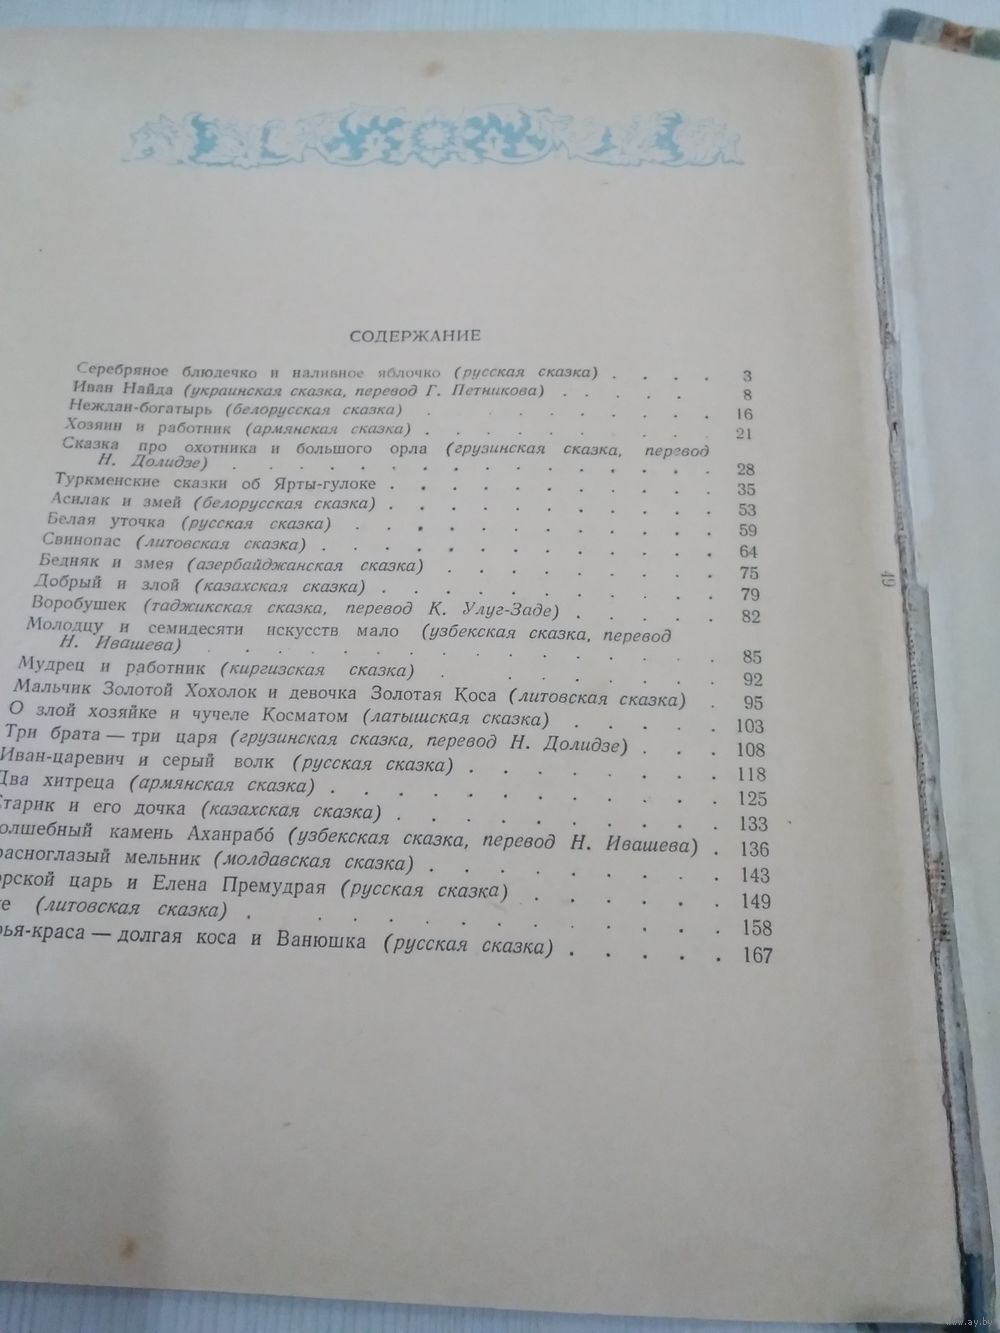 СОДЕРЖАНИЕ
Серебряное блюдечко и наливное яблочко (русская сказка) . . . . 3
Иван Найда (украинская сказка, перевод Г. Петникова) . . . . . 8
Неждан-богатырь (белорусская сказка) . . . . . . . . 16
Хозяин и работник (армянская сказка) . . . . . . . . 21
Сказка про охотника и большого орла (грузинская сказка, перевод
Н. Долидзе) . . . . . . . . . . . . . 28
Туркменские сказки об Ярты-гулоке . . . . . . . . . . 35
Асилак и змей (белорусская сказка) . . . . . . . . . . 53
Белая уточка (русская сказка) . . . . . . . . . . . 59
Свинопас (литовская сказка) . . . . . . . . . . . . 64
Бедняк и змея (азербайджанская сказка) . . . . . . . . 75
Добрый и злой (казахская сказка) . . . . . . . . . . 79
Воробушек (таджикская сказка, перевод К. Улуг-Заде) . . . . . 82
Молодцу и семидесяти искусств мало (узбекская сказка, перевод
Н. Ивашева) . . . . . . . . . . . . . 85
Мудрец и работник (киргизская сказка) . . . . . . . . 92
Мальчик Золотой Хохолок и девочка Золотая Коса (литовская сказка) . 95
О злой хозяйке и чучеле Косматом (латышская сказка) . . . . . 103
Три брата — три царя (грузинская сказка, перевод Н. Долидзе) . . . 108
Иван-царевич и серый волк (русская сказка) . . . . . . . 118
Два хитреца (армянская сказка) . . . . . . . . . . . 125
Старик и его дочка (казахская сказка) . . . . . . . . . 133
олшебный камень Аханрабо́ (узбекская сказка, перевод Н. Ивашева) . 136
расноглазый мельник (молдавская сказка) . . . . . . . . 143
орской царь и Елена Премудрая (русская сказка) . . . . . . 149
е (литовская сказка) . . . . . . . . . . . . 158
рья-краса — долгая коса и Ванюшка (русская сказка) . . . . . 167
49
www.ay.by